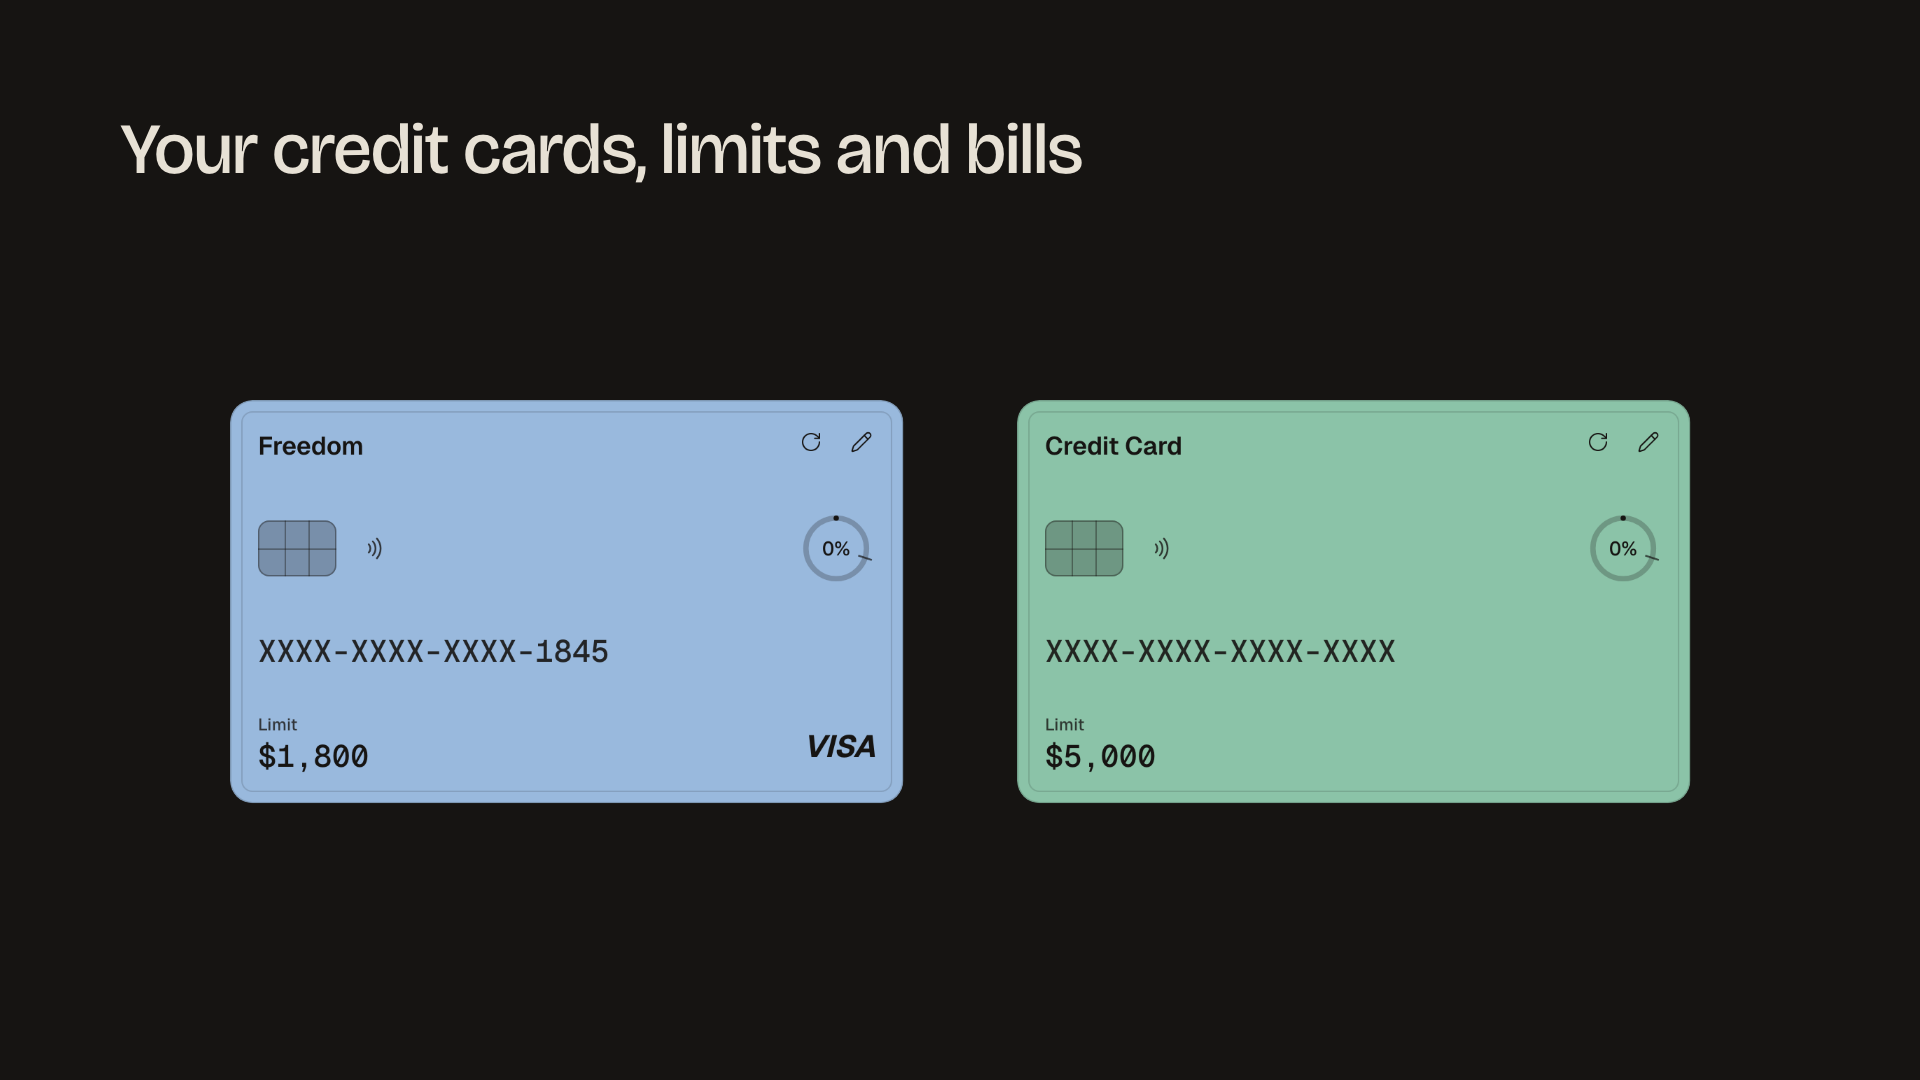 Your credit cards, limits and bills
Freedom
0%
XXXX-XXXX-XXXX-1845
Limit
$1,800
VISA
Credit Card
0%
XXXX-XXXX-XXXX-XXXX
Limit
$5,000